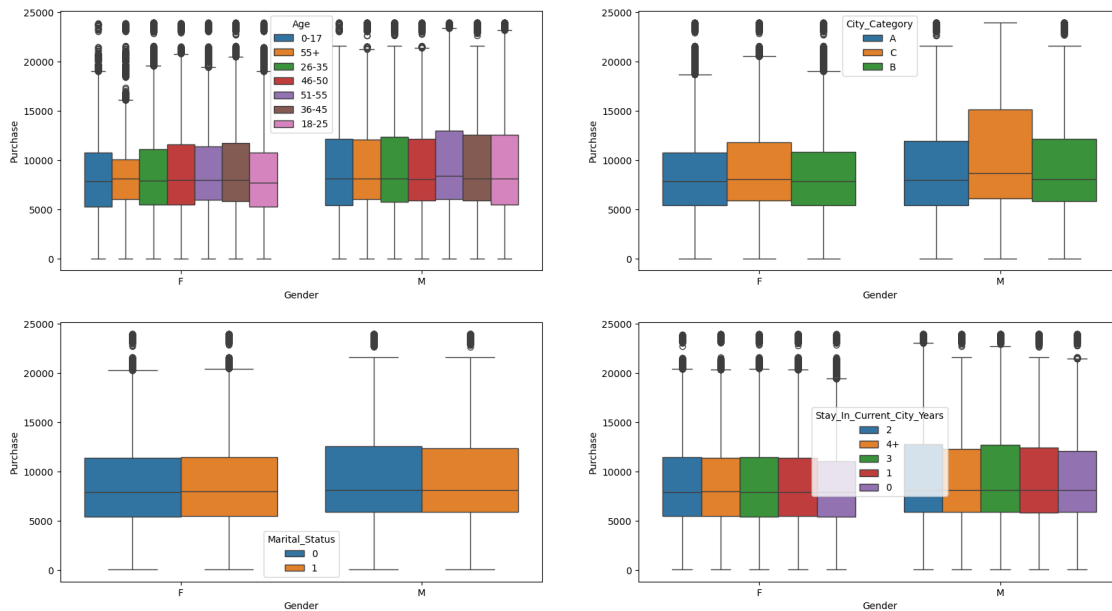 25000
20000
15000
10000
5000
0
Purchase
Age
0-17
55+
26-35
46-50
51-55
36-45
18-25
F
M
Gender
25000
20000
15000
10000
5000
0
Purchase
City_Category
A
C
B
F
M
Gender
25000
20000
15000
10000
5000
0
Purchase
Marital_Status
0
1
F
M
Gender
25000
20000
15000
10000
5000
0
Purchase
Stay_In_Current_City_Years
2
4+
3
1
0
F
M
Gender